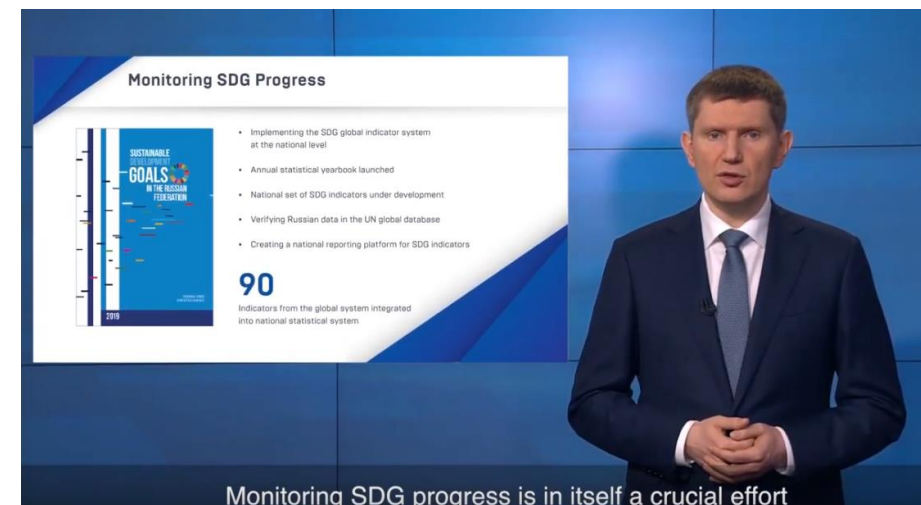 Monitoring SDG Progress
SUSTAINABLE
DEVELOPMENT
GOALS
IN THE RUSSIAN
FEDERATION
2019
• Implementing the SDG global indicator system
at the national level
• Annual statistical yearbook launched
• National set of SDG indicators under development
• Verifying Russian data in the UN global database
• Creating a national reporting platform for SDG indicators
90
Indicators from the global system integrated
into national statistical system
Monitoring SDG progress is in itself a crucial effort